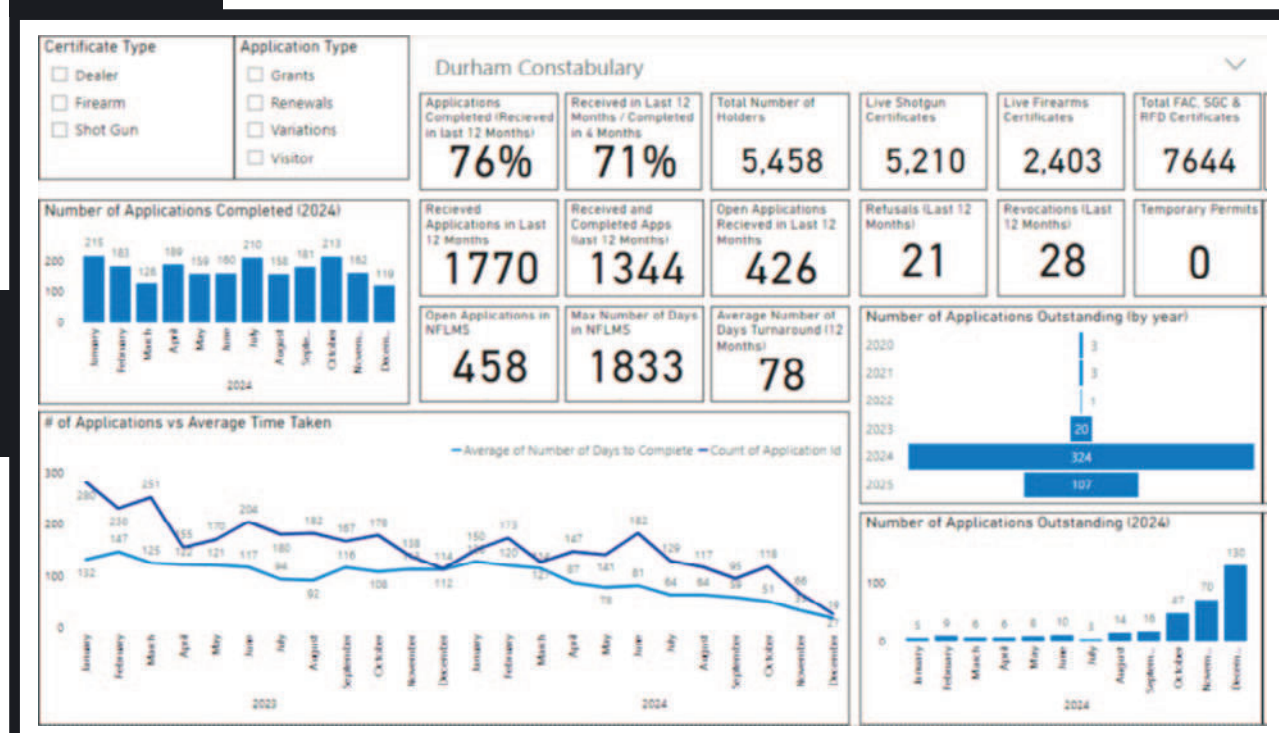 Certificate Type
Dealer
Firearm
Shot Gun
Application Type
Grants
Renewals
Variations
Visitor
Durham Constabulary
Applications
Completed (Recieved
in last 12 Months)
76%
Received in Last 12
Months / Completed
in 4 Months
71%
Total Number of
Holders
5,458
Live Shotgun
Certificates
5,210
Live Firearms
Certificates
2,403
Total FAC, SGC &
RFD Certificates
7644
Number of Applications Completed (2024)
200
100
0
215
183
128
189
159
160
210
158
181
213
162
119
January
February
March
April
May
June
July
August
Septe...
October
Novem...
Decem...
2024
Recieved
Applications in Last
12 Months
1770
Received and
Completed Apps
(last 12 Months)
1344
Open Applications
Recieved in Last 12
Months
426
Refusals (Last 12
Months)
21
Revocations (Last
12 Months)
28
Temporary Permits
0
Open Applications in
NFLMS
458
Max Number of Days
in NFLMS
1833
Average Number of
Days Turnaround (12
Months)
78
Number of Applications Outstanding (by year)
2020 3
2021 3
2022 1
2023 20
2024 324
2025 107
# of Applications vs Average Time Taken
Average of Number of Days to Complete
Count of Application Id
300
200
100
0
280
230
251
155
170
204
180
182
167
178
138
114
150
173
114
147
141
182
129
117
95
118
66
27
132
147
125
122
121
117
94
92
116
108
112
120
127
87
78
81
64
64
59
51
19
January
February
March
April
May
June
July
August
September
October
November
December
January
February
March
April
May
June
July
August
September
October
November
December
2023
2024
Number of Applications Outstanding (2024)
100
0
5
9
6
6
8
10
3
14
16
47
70
130
January
February
March
April
May
June
July
August
Septem...
October
Novem...
Decem...
2024